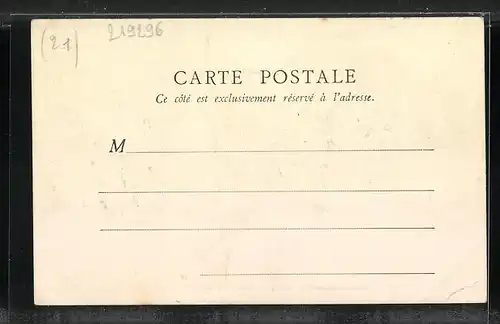 (21) 219296
CARTE POSTALE
Ce côté est exclusivement réservé à l'adresse.
M